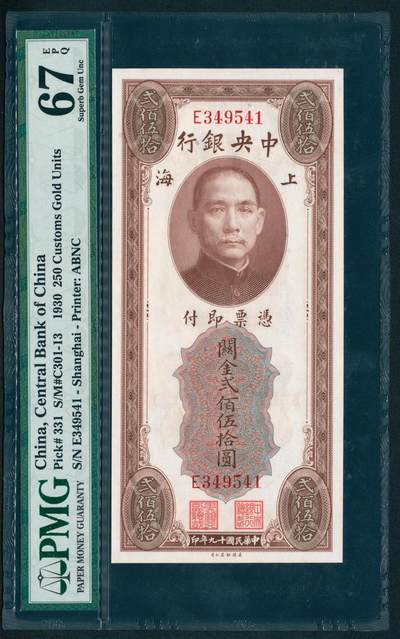 PMG
PAPER MONEY GUARANTY
China, Central Bank of China
Pick# 331 S/M#C301-13 1930 250 Customs Gold Units
S/N E349541 - Shanghai - Printer: ABNC
67 EPQ
Superb Gem Unc
貳佰伍拾
貳佰伍拾
E349541
中央銀行
上海
憑票即付
關金貳佰伍拾圓
E349541
貳佰伍拾
貳佰伍拾
中華民國十九年印